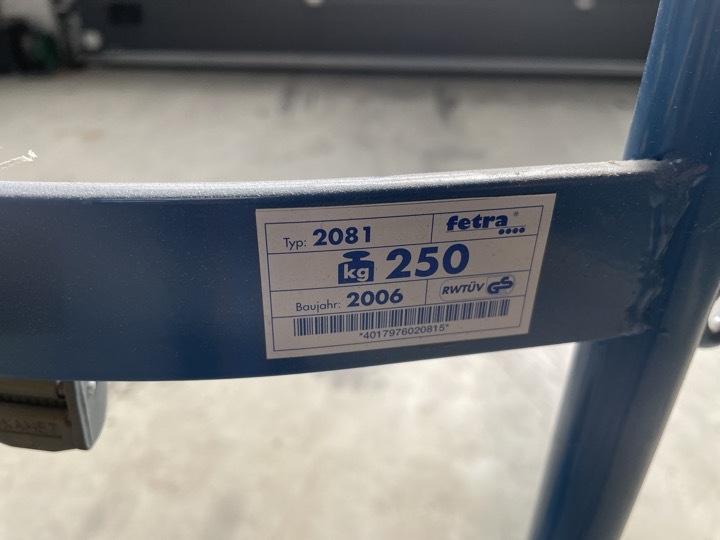 Typ: 2081
fetra®
kg 250
Baujahr: 2006
RWTÜV GS
*4017976020815*